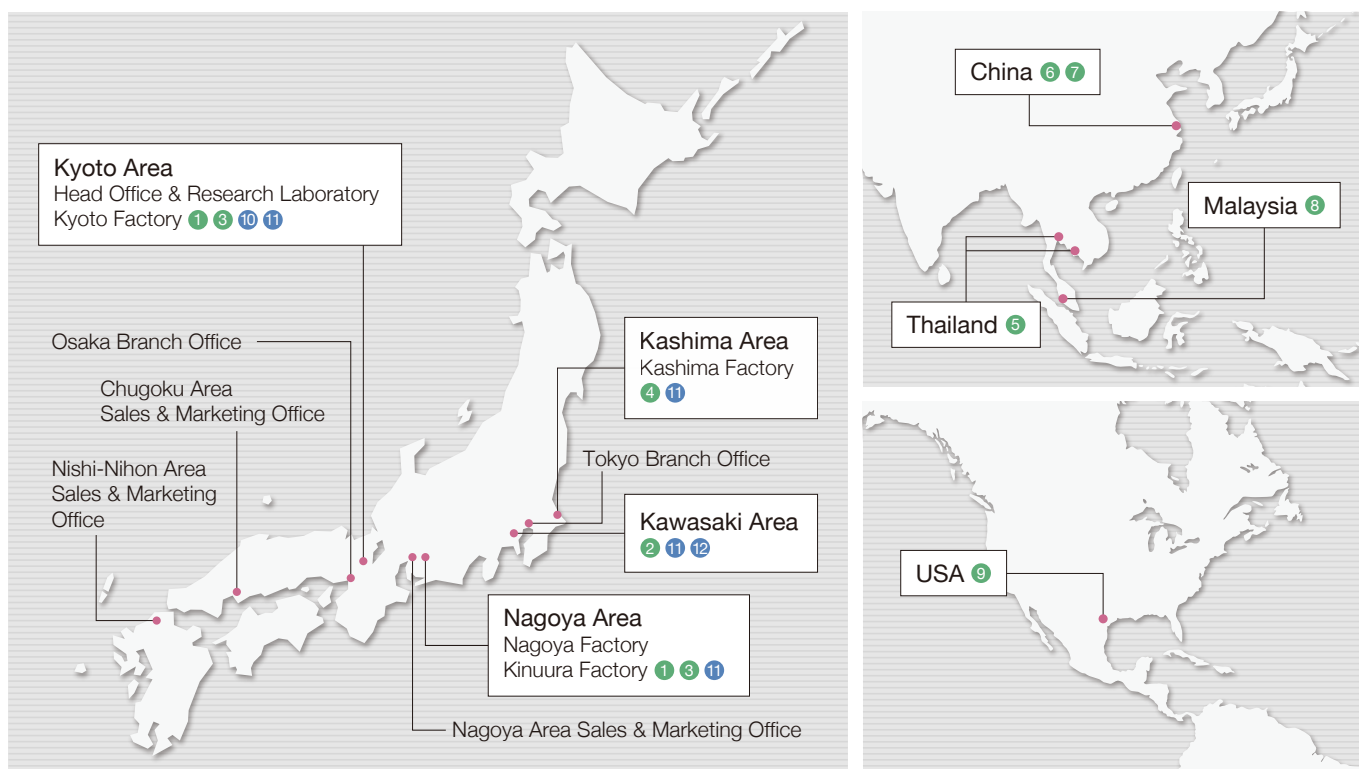 Kyoto Area
Head Office & Research Laboratory
Kyoto Factory 1 3 10 11
Osaka Branch Office
Chugoku Area
Sales & Marketing Office
Nishi-Nihon Area
Sales & Marketing
Office
Kashima Area
Kashima Factory
4 11
Tokyo Branch Office
Kawasaki Area
2 11 12
Nagoya Area
Nagoya Factory
Kinuura Factory 1 3 11
Nagoya Area Sales & Marketing Office
China 6 7
Malaysia 8
Thailand 5
USA 9